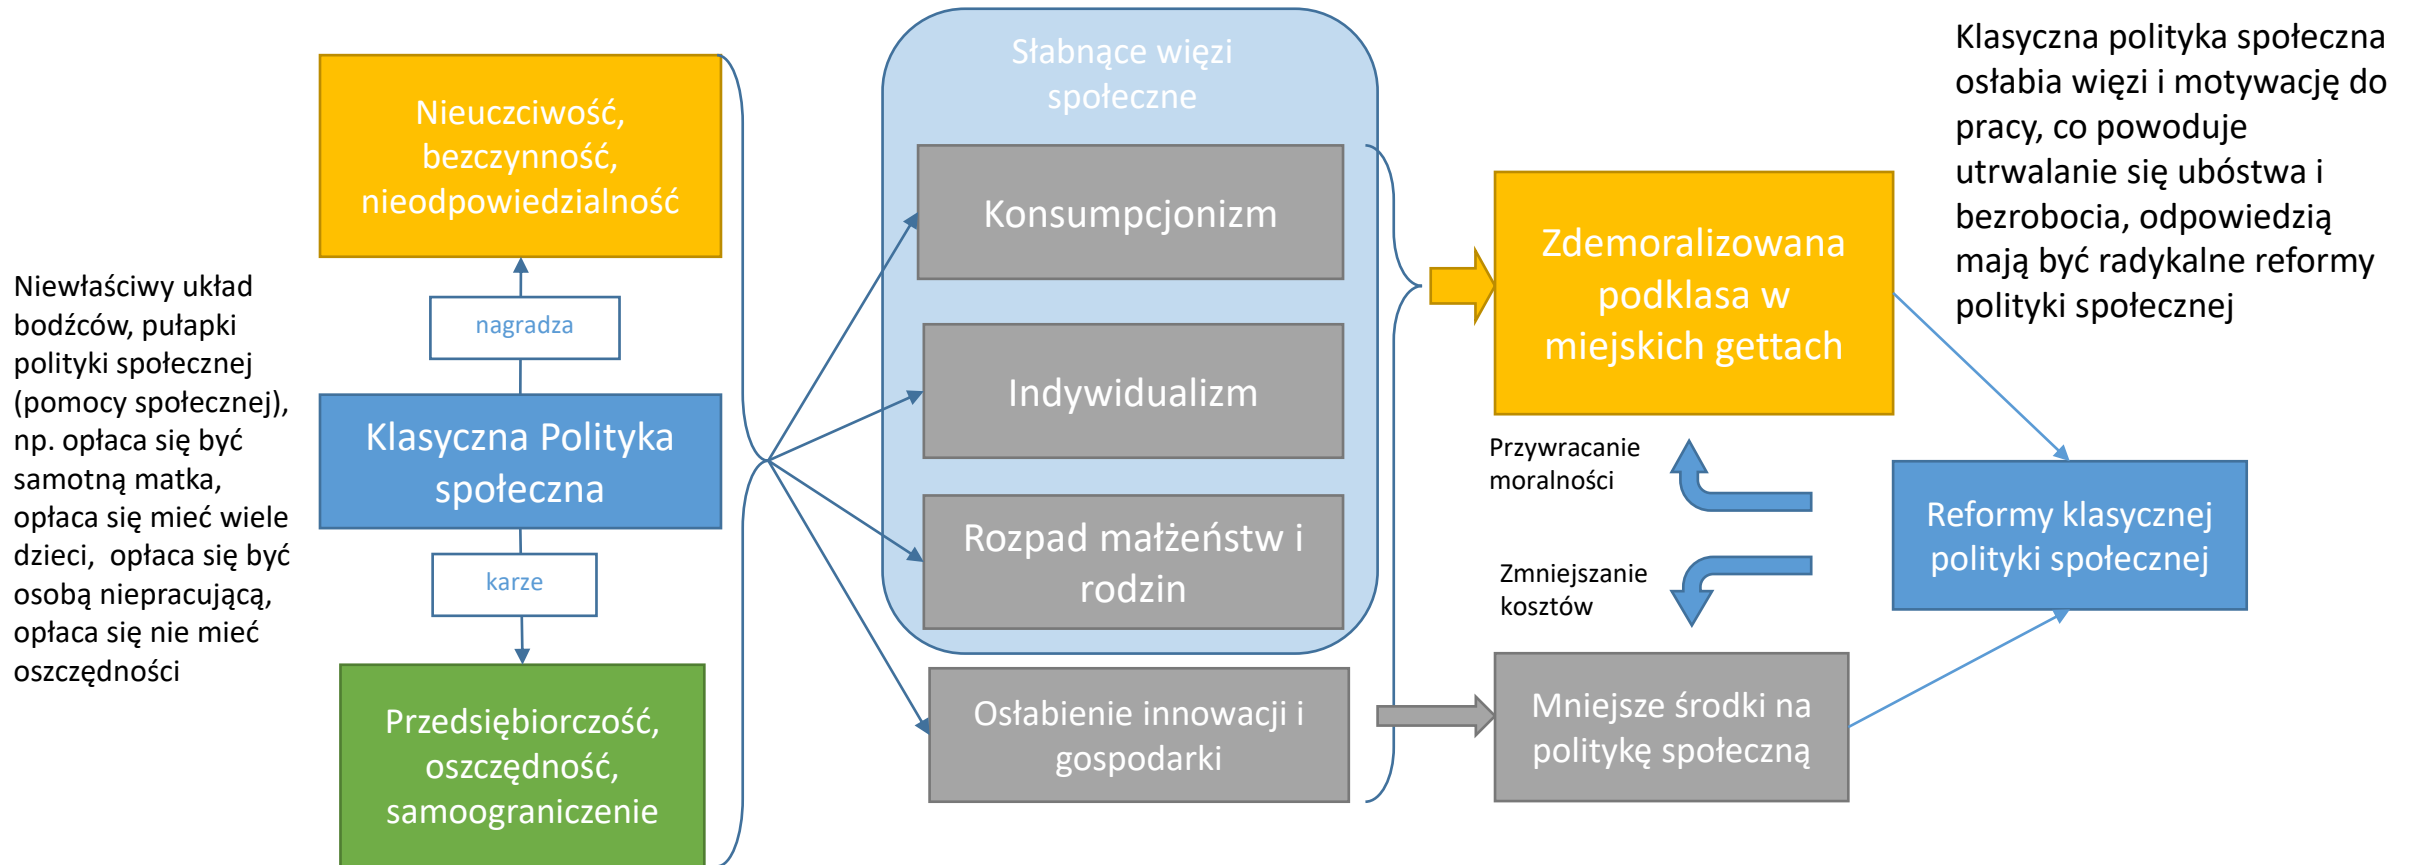 Niewłaściwy układ
bodźców, pułapki
polityki społecznej
(pomocy społecznej),
np. opłaca się być
samotną matka,
opłaca się mieć wiele
dzieci, opłaca się być
osobą niepracującą,
opłaca się nie mieć
oszczędności
Nieuczciwość,
bezczynność,
nieodpowiedzialność
nagradza
Klasyczna Polityka
społeczna
karze
Przedsiębiorczość,
oszczędność,
samoograniczenie
Słabnące więzi
społeczne
Konsumpcjonizm
Indywidualizm
Rozpad małżeństw i
rodzin
Osłabienie innowacji i
gospodarki
Zdemoralizowana
podklasa w
miejskich gettach
Przywracanie
moralności
Zmniejszanie
kosztów
Mniejsze środki na
politykę społeczną
Klasyczna polityka społeczna
osłabia więzi i motywację do
pracy, co powoduje
utrwalanie się ubóstwa i
bezrobocia, odpowiedzią
mają być radykalne reformy
polityki społecznej
Reformy klasycznej
polityki społecznej